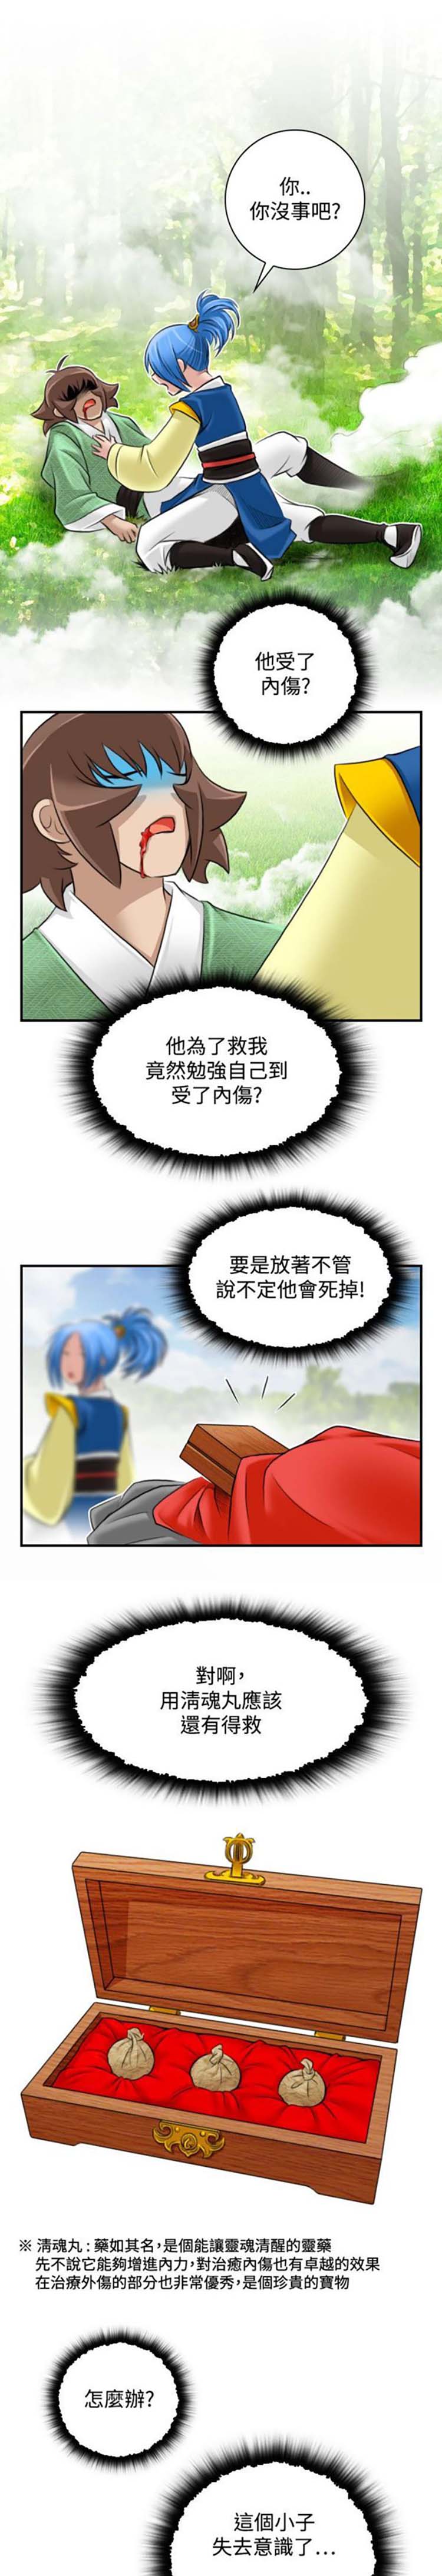 你..
你沒事吧?
他受了
內傷?
他為了救我
竟然勉強自己到
受了內傷?
要是放著不管
說不定他會死掉!
對啊，
用淸魂丸應該
還有得救
※ 淸魂丸 : 藥如其名，是個能讓靈魂清醒的靈藥
先不說它能夠增進內力，對治癒內傷也有卓越的效果
在治療外傷的部分也非常優秀，是個珍貴的寶物
怎麼辦?
這個小子
失去意識了...